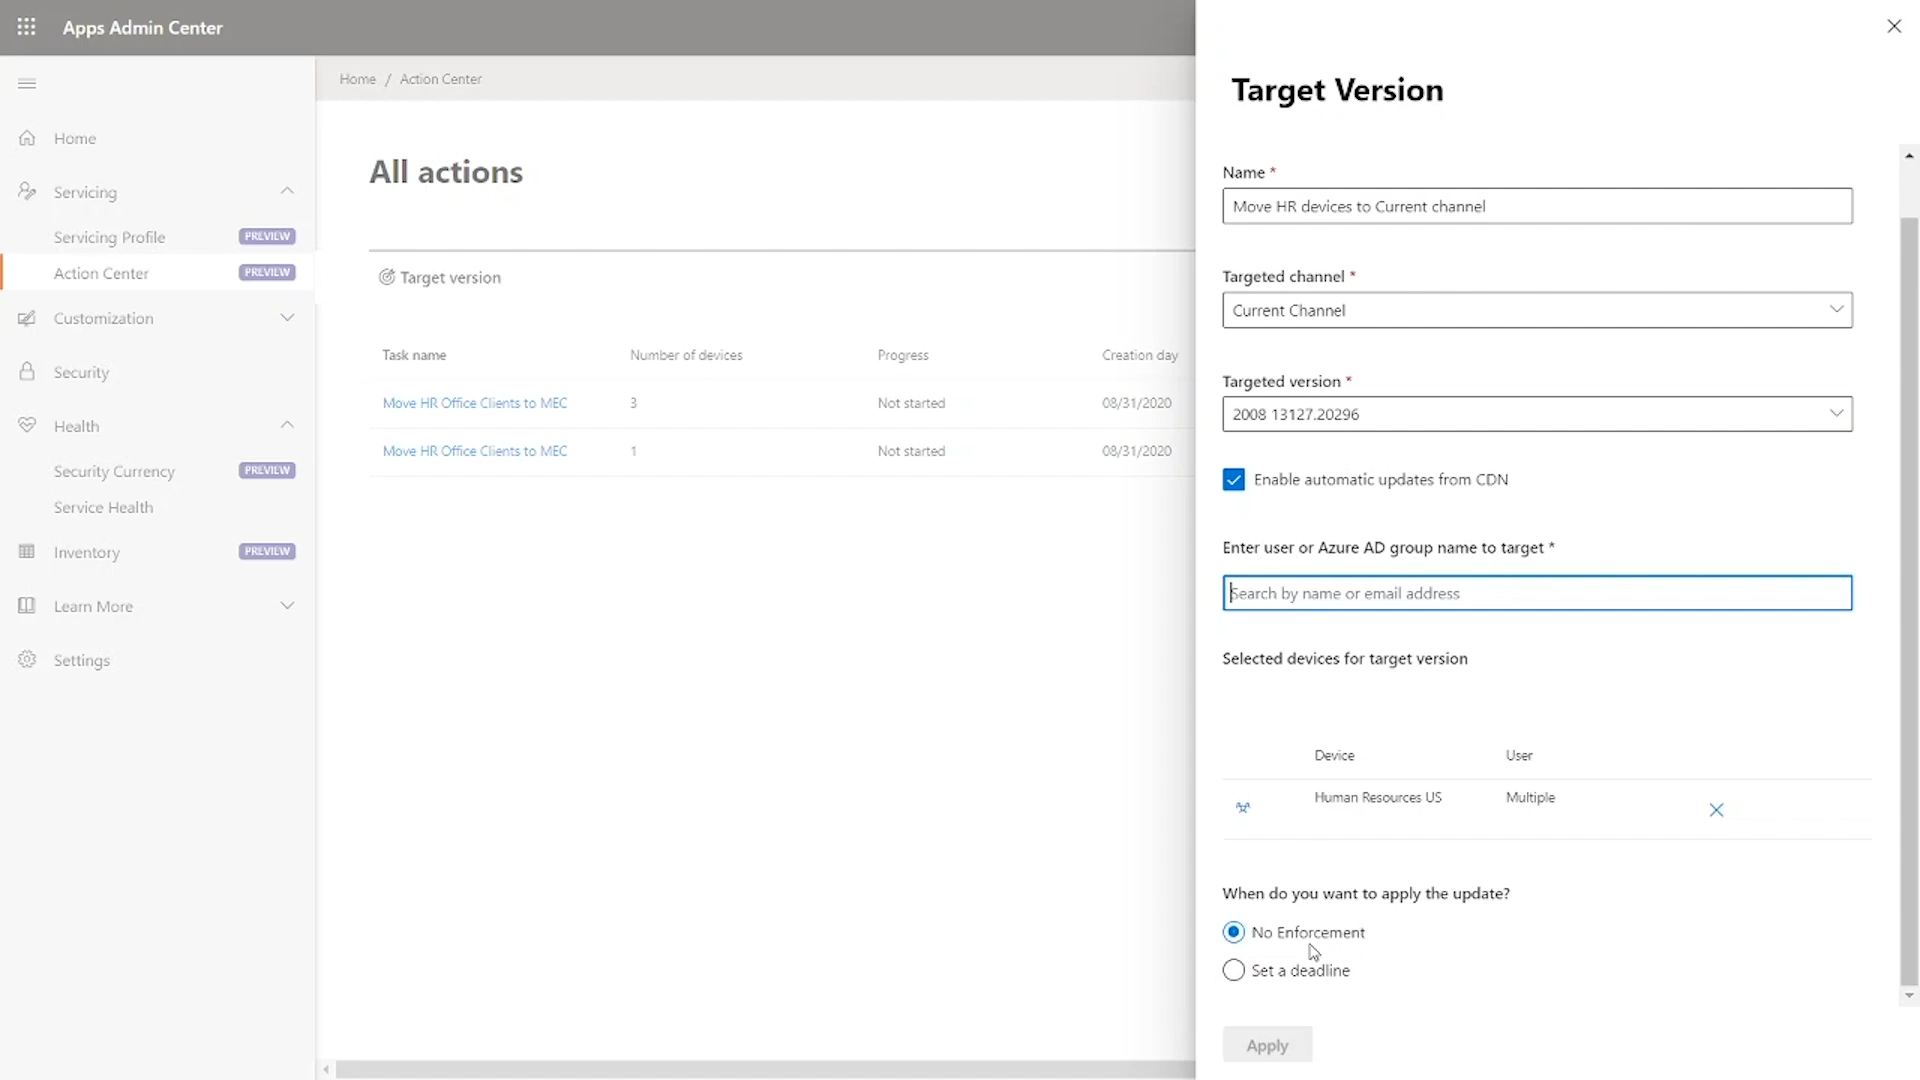 Apps Admin Center
Home / Action Center
Home
Servicing
Servicing Profile PREVIEW
Action Center PREVIEW
Customization
Security
Health
Security Currency PREVIEW
Service Health
Inventory PREVIEW
Learn More
Settings
All actions
Target version
Task name Number of devices Progress Creation day
Move HR Office Clients to MEC 3 Not started 08/31/2020
Move HR Office Clients to MEC 1 Not started 08/31/2020
Target Version
Name *
Move HR devices to Current channel
Targeted channel *
Current Channel
Targeted version *
2008 13127.20296
Enable automatic updates from CDN
Enter user or Azure AD group name to target *
Search by name or email address
Selected devices for target version
Device User
Human Resources US Multiple
When do you want to apply the update?
No Enforcement
Set a deadline
Apply